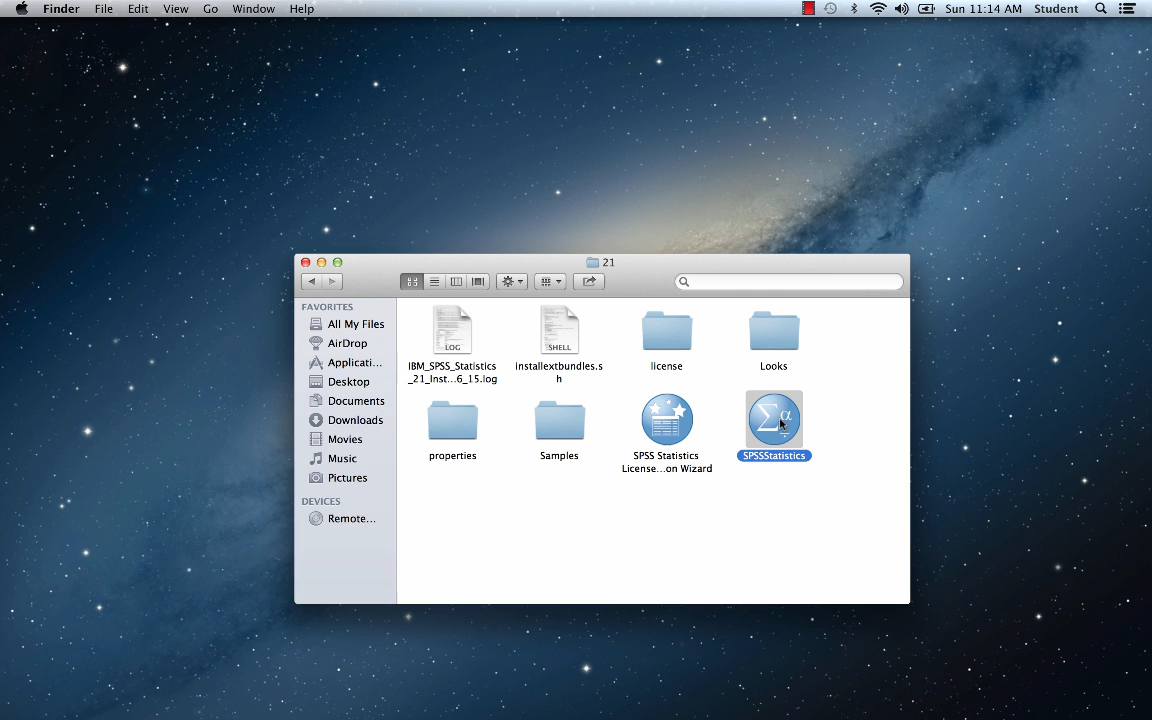 Finder File Edit View Go Window Help Sun 11:14 AM Student
21
FAVORITES
All My Files
AirDrop
Applicati...
Desktop
Documents
Downloads
Movies
Music
Pictures
DEVICES
Remote...
LOG
IBM_SPSS_Statistics
_21_Inst...6_15.log
SHELL
installextbundles.s
h
license
Looks
properties
Samples
SPSS Statistics
License...on Wizard
Σα
SPSSStatistics